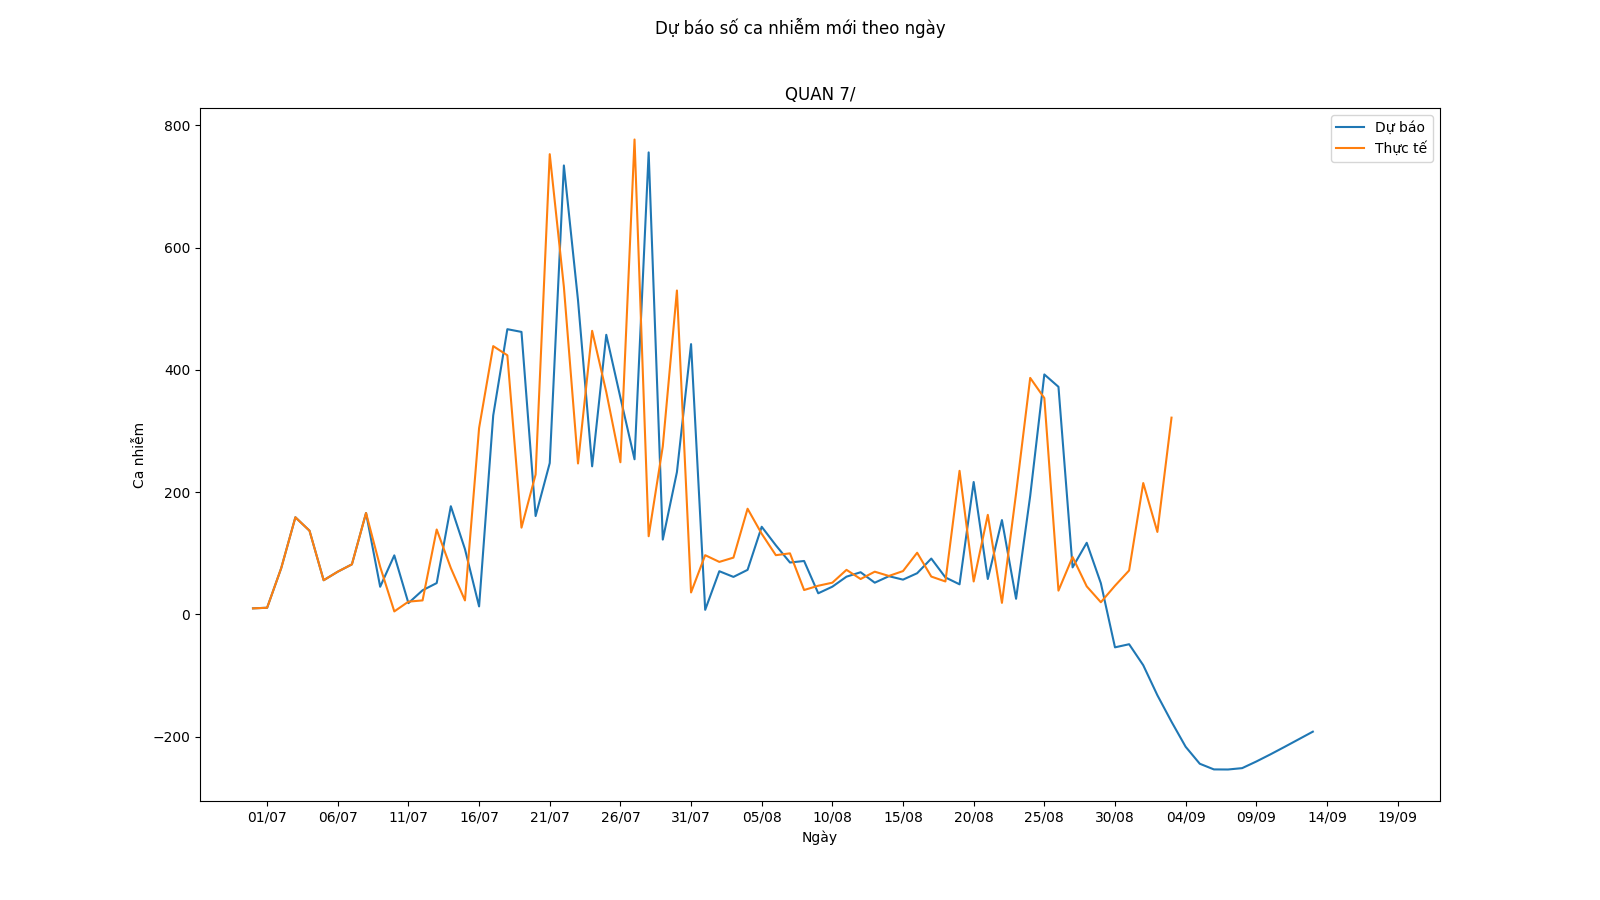 Dự báo số ca nhiễm mới theo ngày
QUAN 7/
Dự báo
Thực tế
800
600
400
200
0
−200
Ca nhiễm
01/07 06/07 11/07 16/07 21/07 26/07 31/07 05/08 10/08 15/08 20/08 25/08 30/08 04/09 09/09 14/09 19/09
Ngày